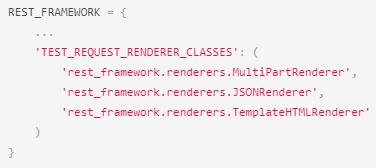 REST_FRAMEWORK = {
    ...
    'TEST_REQUEST_RENDERER_CLASSES': (
        'rest_framework.renderers.MultiPartRenderer',
        'rest_framework.renderers.JSONRenderer',
        'rest_framework.renderers.TemplateHTMLRenderer'
    )
}